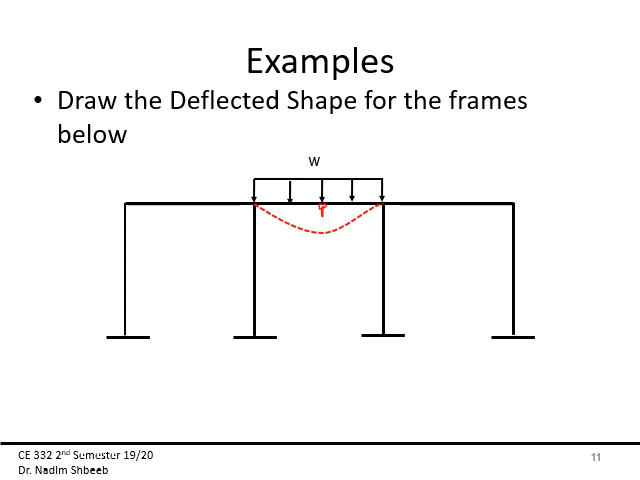 Examples
• Draw the Deflected Shape for the frames
below
w
CE 332 2nd Semester 19/20
Dr. Nadim Shbeeb
11